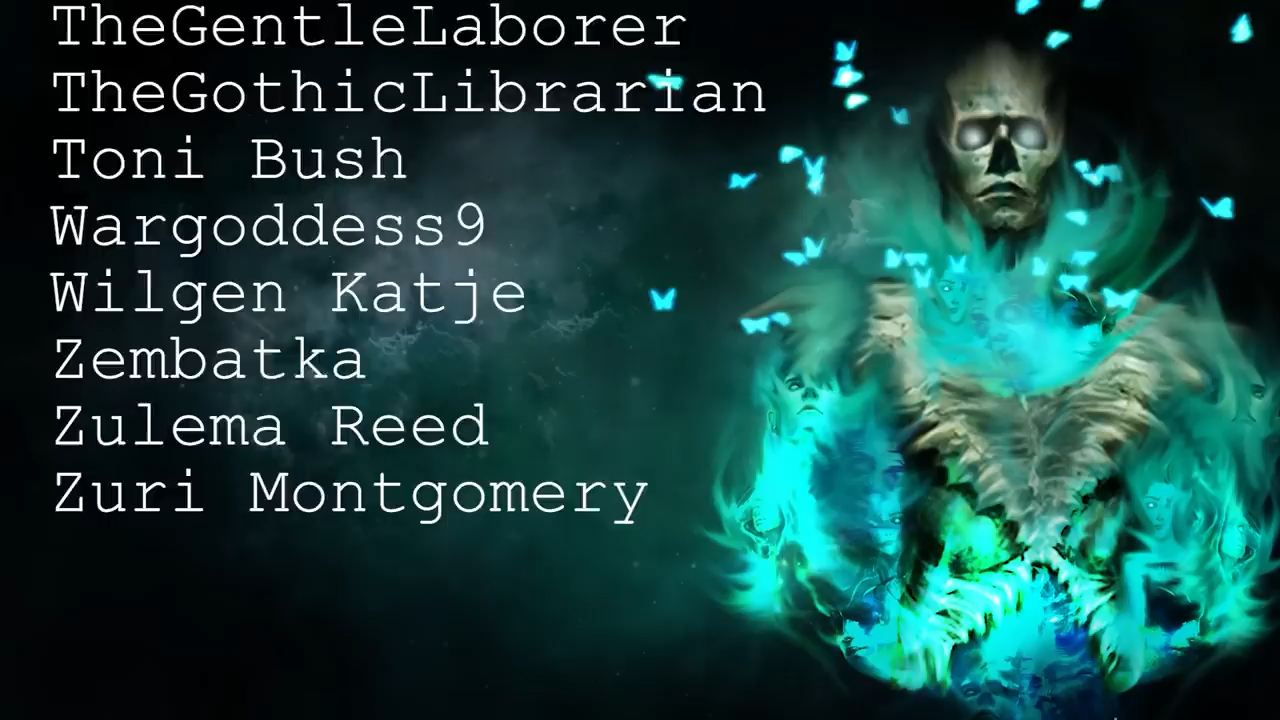 TheGentleLaborer
TheGothicLibrarian
Toni Bush
Wargoddess9
Wilgen Katje
Zembatka
Zulema Reed
Zuri Montgomery